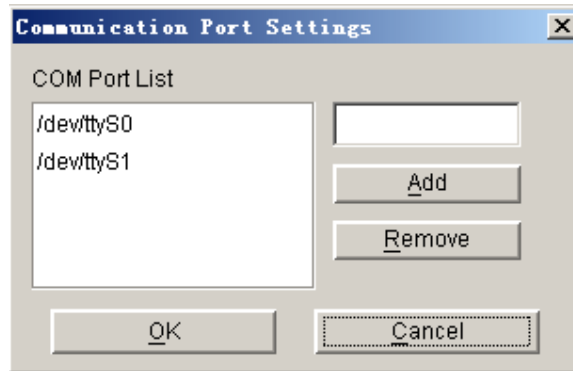 Communication Port Settings
COM Port List
/dev/ttyS0
/dev/ttyS1
Add
Remove
OK
Cancel